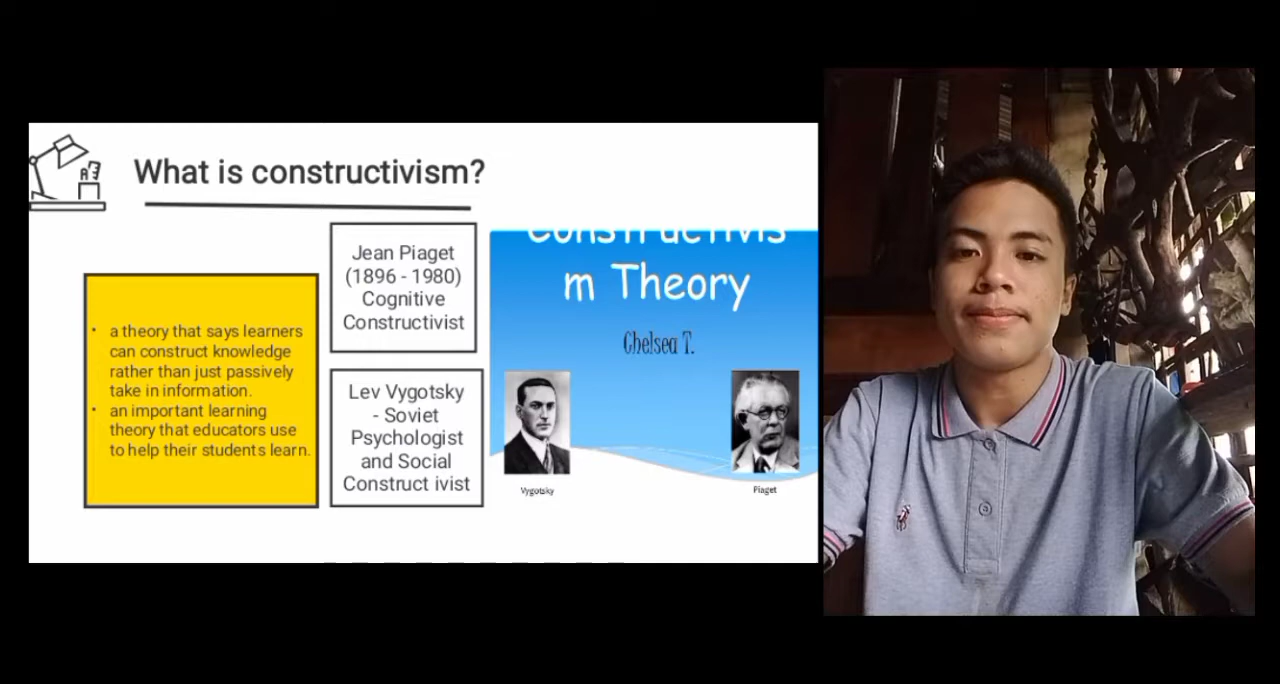 What is constructivism?
• a theory that says learners
can construct knowledge
rather than just passively
take in information.
• an important learning
theory that educators use
to help their students learn.
Jean Piaget
(1896 - 1980)
Cognitive
Constructivist
Lev Vygotsky
- Soviet
Psychologist
and Social
Construct ivist
Constructivis
m Theory
Chelsea T.
Vygotsky
Piaget